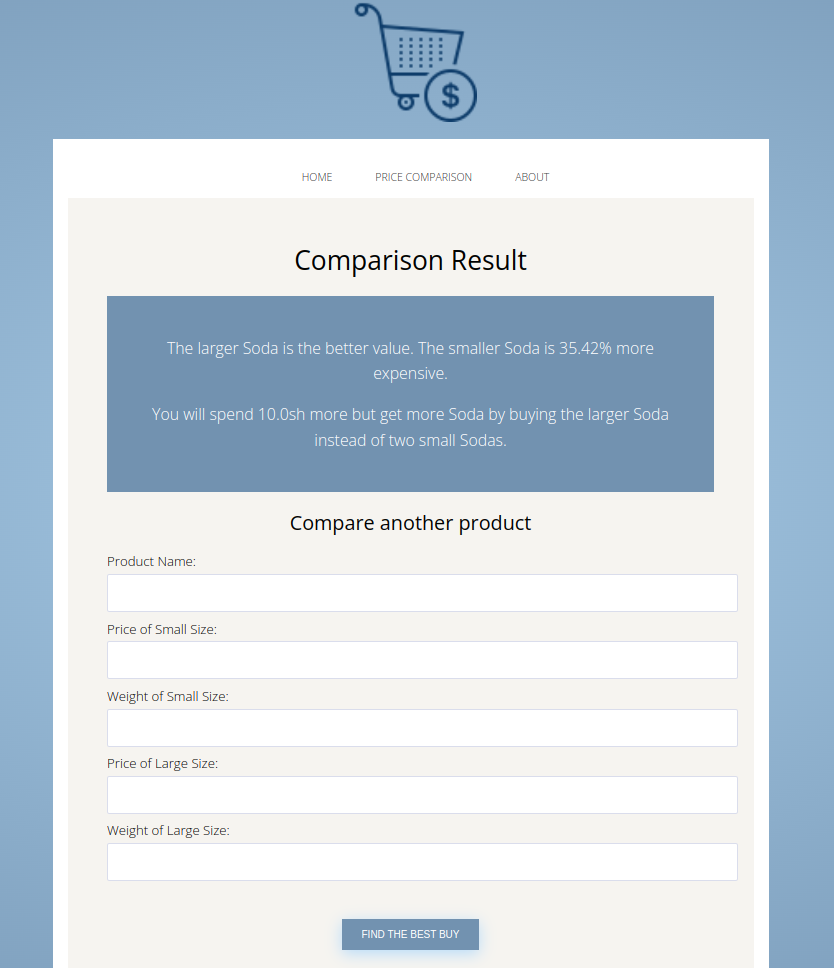 $
HOME PRICE COMPARISON ABOUT
Comparison Result
The larger Soda is the better value. The smaller Soda is 35.42% more
expensive.
You will spend 10.0sh more but get more Soda by buying the larger Soda
instead of two small Sodas.
Compare another product
Product Name:
Price of Small Size:
Weight of Small Size:
Price of Large Size:
Weight of Large Size:
FIND THE BEST BUY